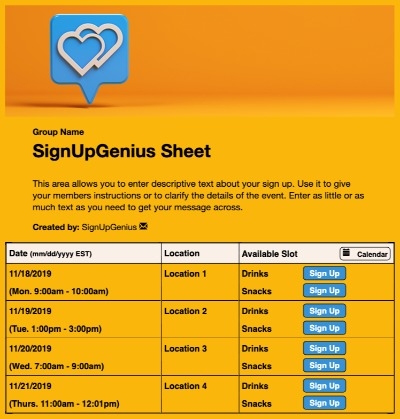 Group Name
SignUpGenius Sheet
This area allows you to enter descriptive text about your sign up. Use it to give
your members instructions or to clarify the details of the event. Enter as little or as
much text as you need to get your message across.
Created by: SignUpGenius
Date (mm/dd/yyyy EST) Location Available Slot Calendar
11/18/2019 Location 1 Drinks Sign Up
(Mon. 9:00am - 10:00am) Snacks Sign Up
11/19/2019 Location 2 Drinks Sign Up
(Tue. 1:00pm - 3:00pm) Snacks Sign Up
11/20/2019 Location 3 Drinks Sign Up
(Wed. 7:00am - 9:00am) Snacks Sign Up
11/21/2019 Location 4 Drinks Sign Up
(Thurs. 11:00am - 12:01pm) Snacks Sign Up